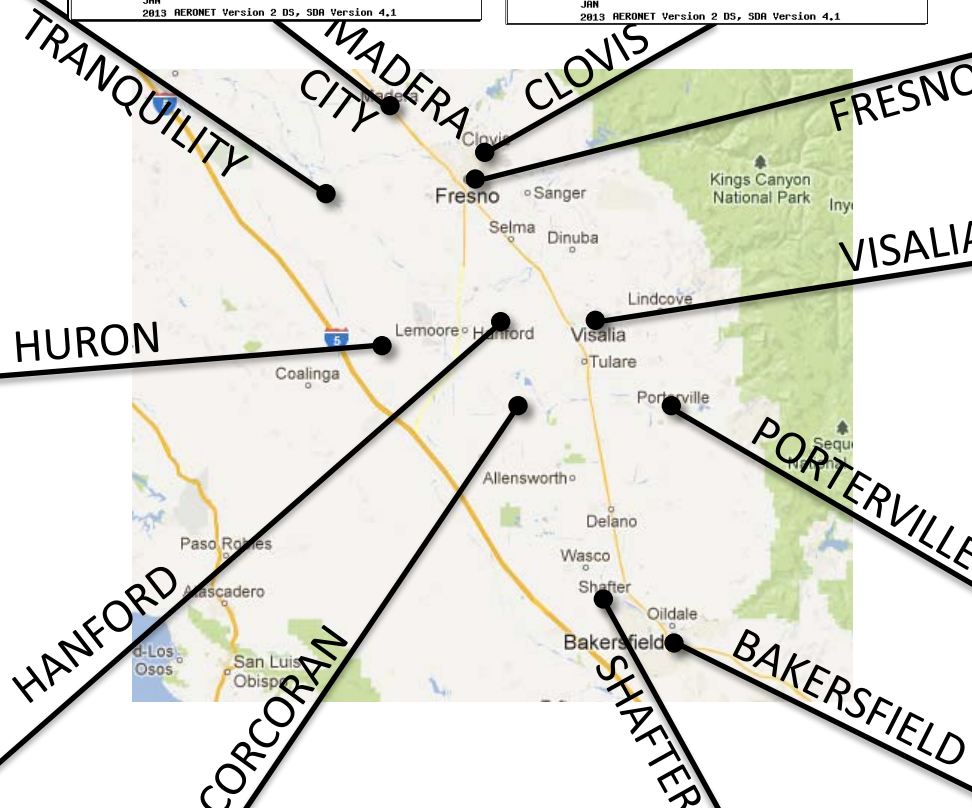 JAN
2013 AERONET Version 2 DS, SDA Version 4.1
JAN
2013 AERONET Version 2 DS, SDA Version 4.1
TRANQUILITY
MADERA
CITY
CLOVIS
FRESNO
Madera
Clovis
Fresno
Sanger
Kings Canyon
National Park
Selma
Dinuba
VISALIA
Lindcove
HURON
5
Lemoore
Hanford
Visalia
Coalinga
Tulare
Porterville
PORTERVILLE
Allensworth
Delano
Paso Robles
Wasco
HANFORD
Atascadero
Shafter
Oildale
Bakersfield
BAKERSFIELD
d-Los
Osos
San Luis
Obispo
CORCORAN
SHAFTER